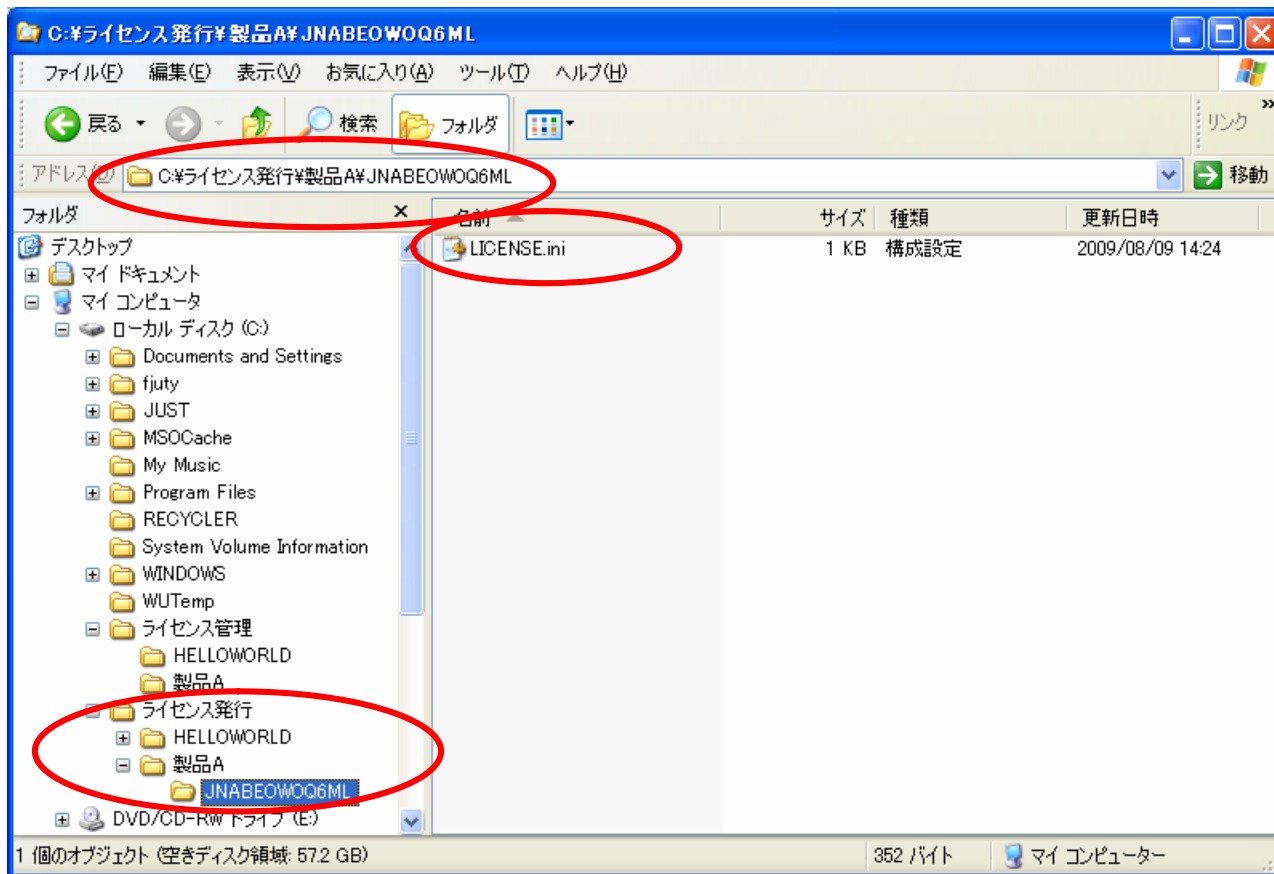 C:¥ライセンス発行¥製品A¥JNABEOWOQ6ML
ファイル(F) 編集(E) 表示(V) お気に入り(A) ツール(T) ヘルプ(H)
戻る 検索 フォルダ リンク »
アドレス(D) C:¥ライセンス発行¥製品A¥JNABEOWOQ6ML 移動
フォルダ × 名前 サイズ 種類 更新日時
デスクトップ LICENSE.ini 1 KB 構成設定 2009/08/09 14:24
マイ ドキュメント
マイ コンピュータ
ローカル ディスク (C:)
Documents and Settings
fjuty
JUST
MSOCache
My Music
Program Files
RECYCLER
System Volume Information
WINDOWS
WUTemp
ライセンス管理
HELLOWORLD
製品A
ライセンス発行
HELLOWORLD
製品A
JNABEOWOQ6ML
DVD/CD-RW ドライブ (E:)
1 個のオブジェクト (空きディスク領域: 57.2 GB) 352 バイト マイ コンピューター